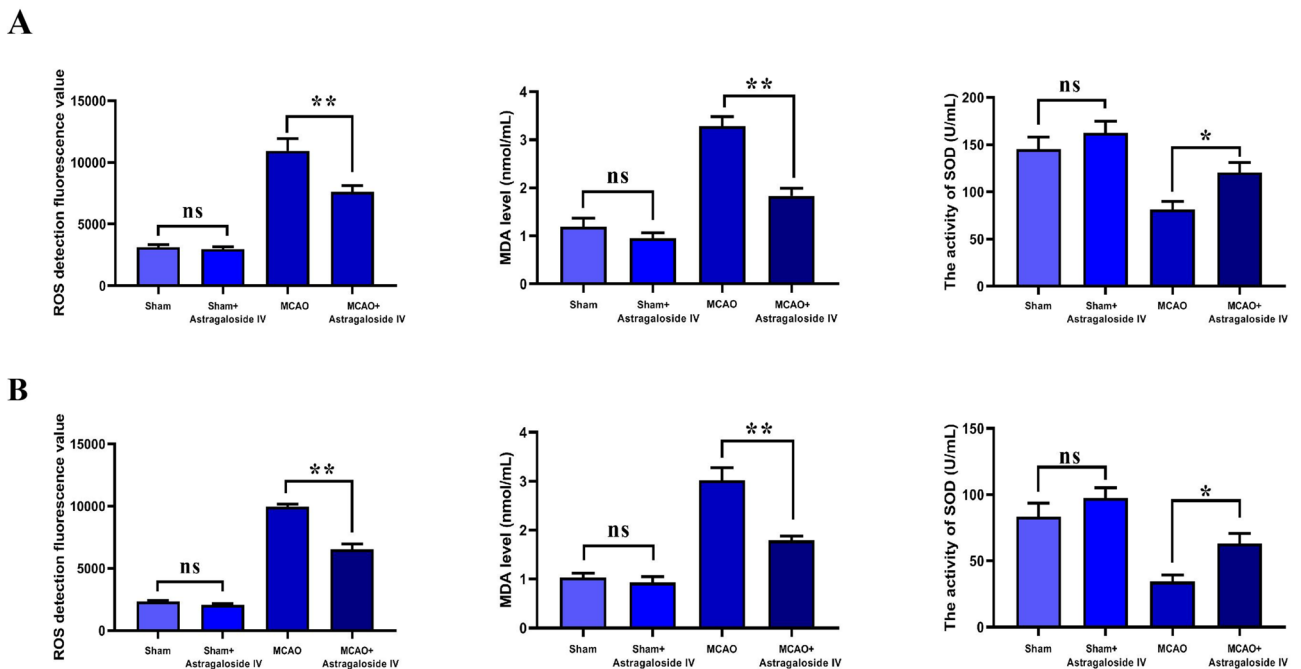 A
ROS detection fluorescence value
15000
10000
5000
0
ns
**
Sham
Sham+
Astragaloside IV
MCAO
MCAO+
Astragaloside IV
MDA level (nmol/mL)
4
3
2
1
0
ns
**
Sham
Sham+
Astragaloside IV
MCAO
MCAO+
Astragaloside IV
The activity of SOD (U/mL)
200
150
100
50
0
ns
*
Sham
Sham+
Astragaloside IV
MCAO
MCAO+
Astragaloside IV
B
ROS detection fluorescence value
15000
10000
5000
0
ns
**
Sham
Sham+
Astragaloside IV
MCAO
MCAO+
Astragaloside IV
MDA level (nmol/mL)
4
3
2
1
0
ns
**
Sham
Sham+
Astragaloside IV
MCAO
MCAO+
Astragaloside IV
The activity of SOD (U/mL)
150
100
50
0
ns
*
Sham
Sham+
Astragaloside IV
MCAO
MCAO+
Astragaloside IV